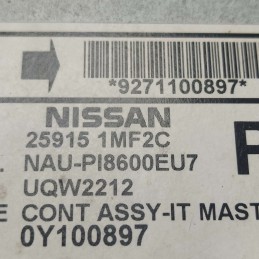 *9271100897*
NISSAN
25915 1MF2C
NAU-PI8600EU7
UQW2212
CONT ASSY-IT MAST
0Y100897